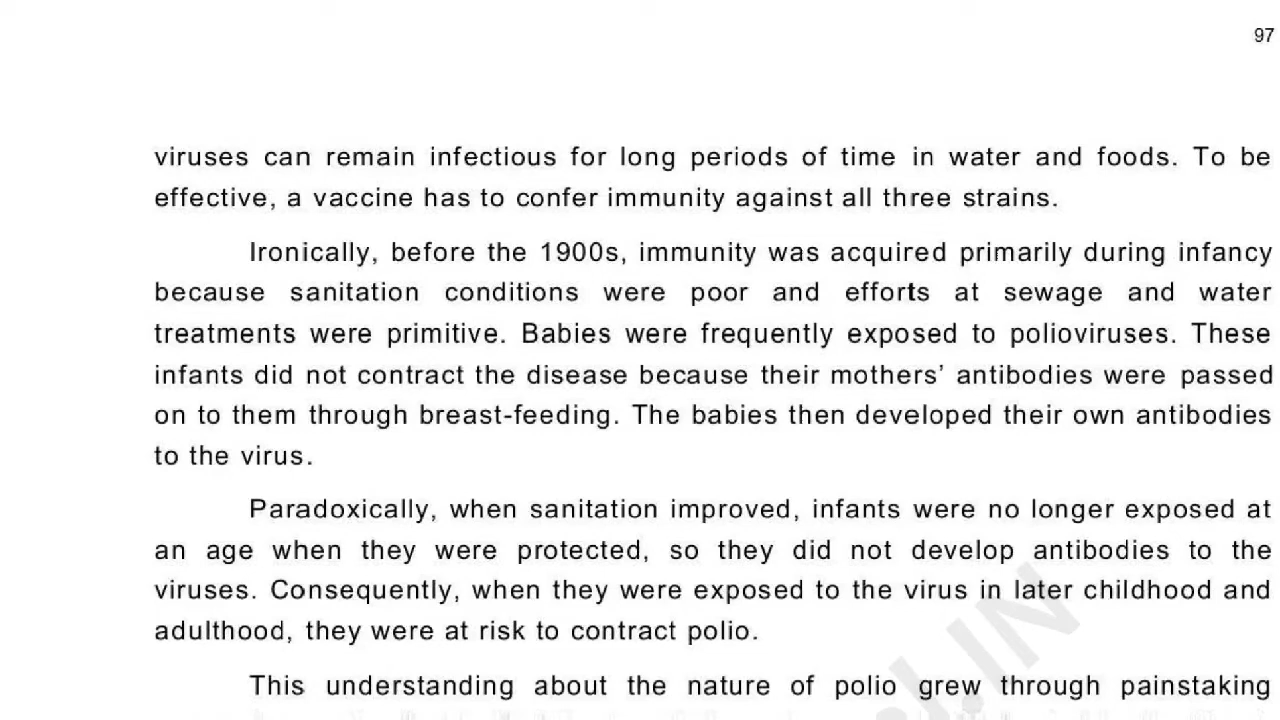 97
viruses can remain infectious for long periods of time in water and foods. To be
effective, a vaccine has to confer immunity against all three strains.
Ironically, before the 1900s, immunity was acquired primarily during infancy
because sanitation conditions were poor and efforts at sewage and water
treatments were primitive. Babies were frequently exposed to polioviruses. These
infants did not contract the disease because their mothers’ antibodies were passed
on to them through breast-feeding. The babies then developed their own antibodies
to the virus.
Paradoxically, when sanitation improved, infants were no longer exposed at
an age when they were protected, so they did not develop antibodies to the
viruses. Consequently, when they were exposed to the virus in later childhood and
adulthood, they were at risk to contract polio.
This understanding about the nature of polio grew through painstaking